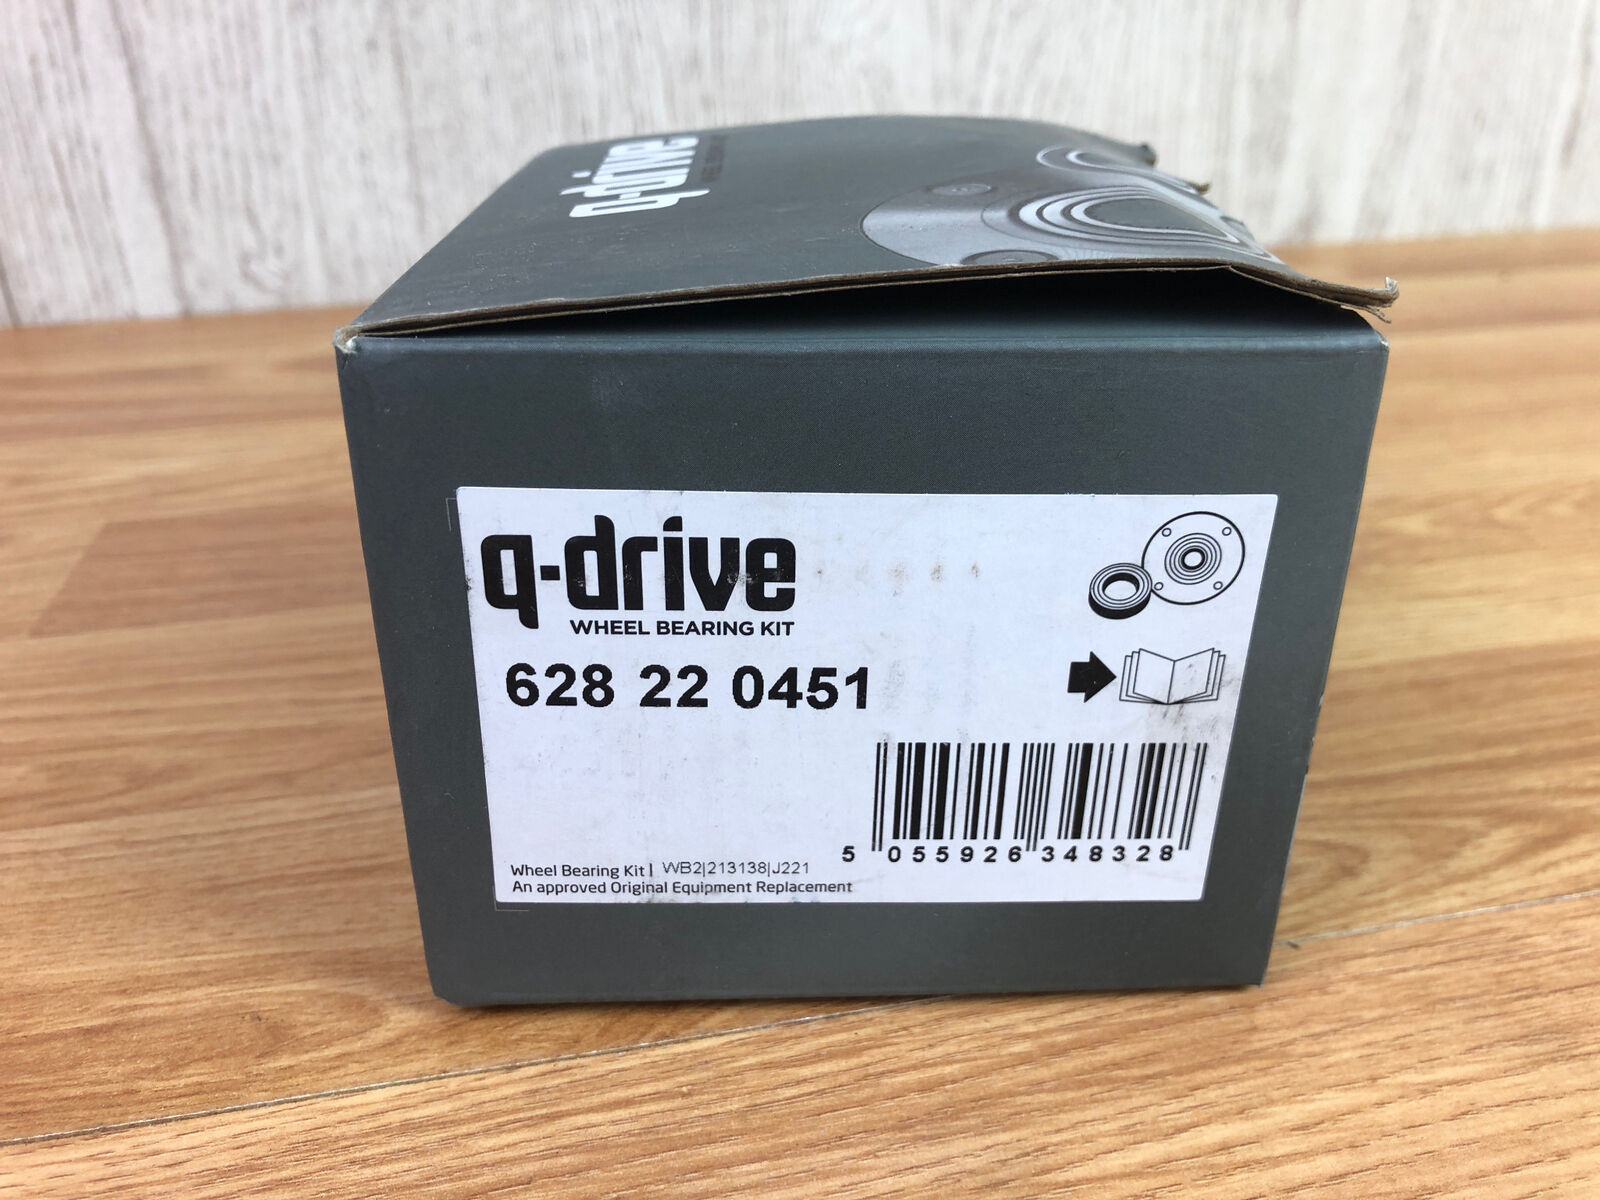 q-drive
q-drive
WHEEL BEARING KIT
628 22 0451
5 055926 348328
Wheel Bearing Kit | WB2|213138|J221
An approved Original Equipment Replacement